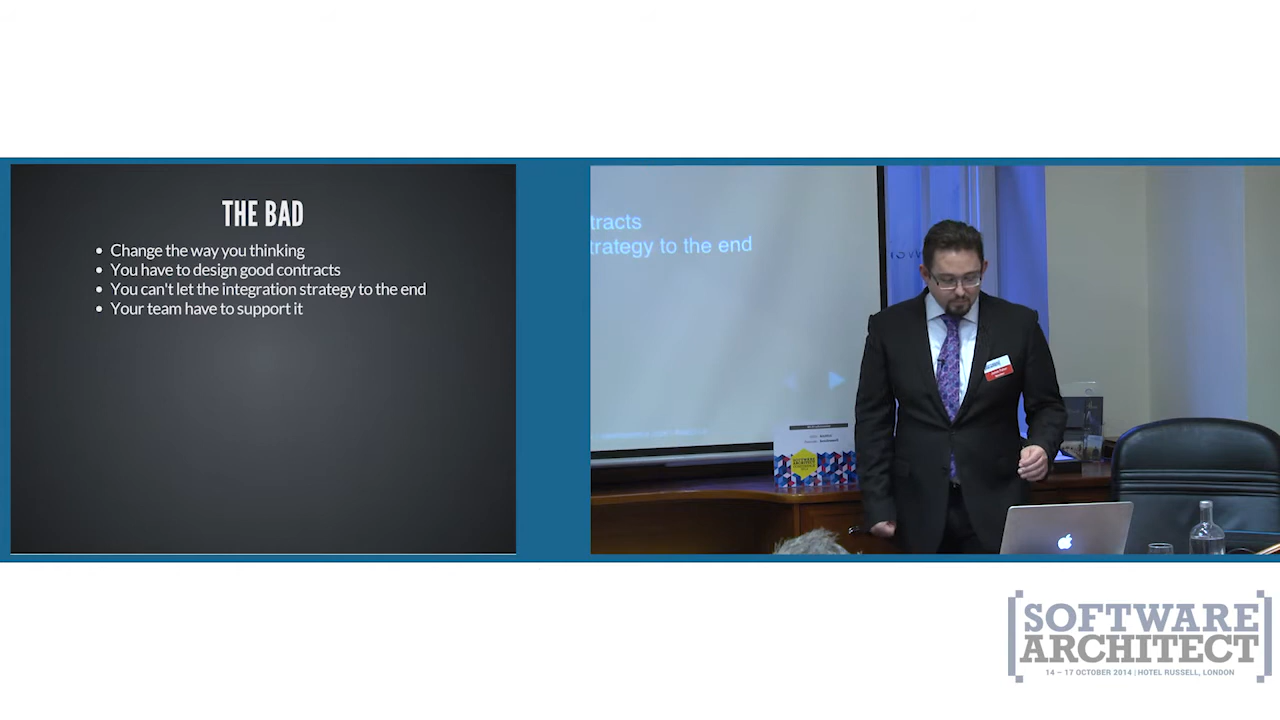 THE BAD
Change the way you thinking
You have to design good contracts
You can't let the integration strategy to the end
Your team have to support it
tracts
trategy to the end
SOFTWARE
ARCHITECT
SOFTWARE
ARCHITECT
14 – 17 OCTOBER 2014 | HOTEL RUSSELL, LONDON